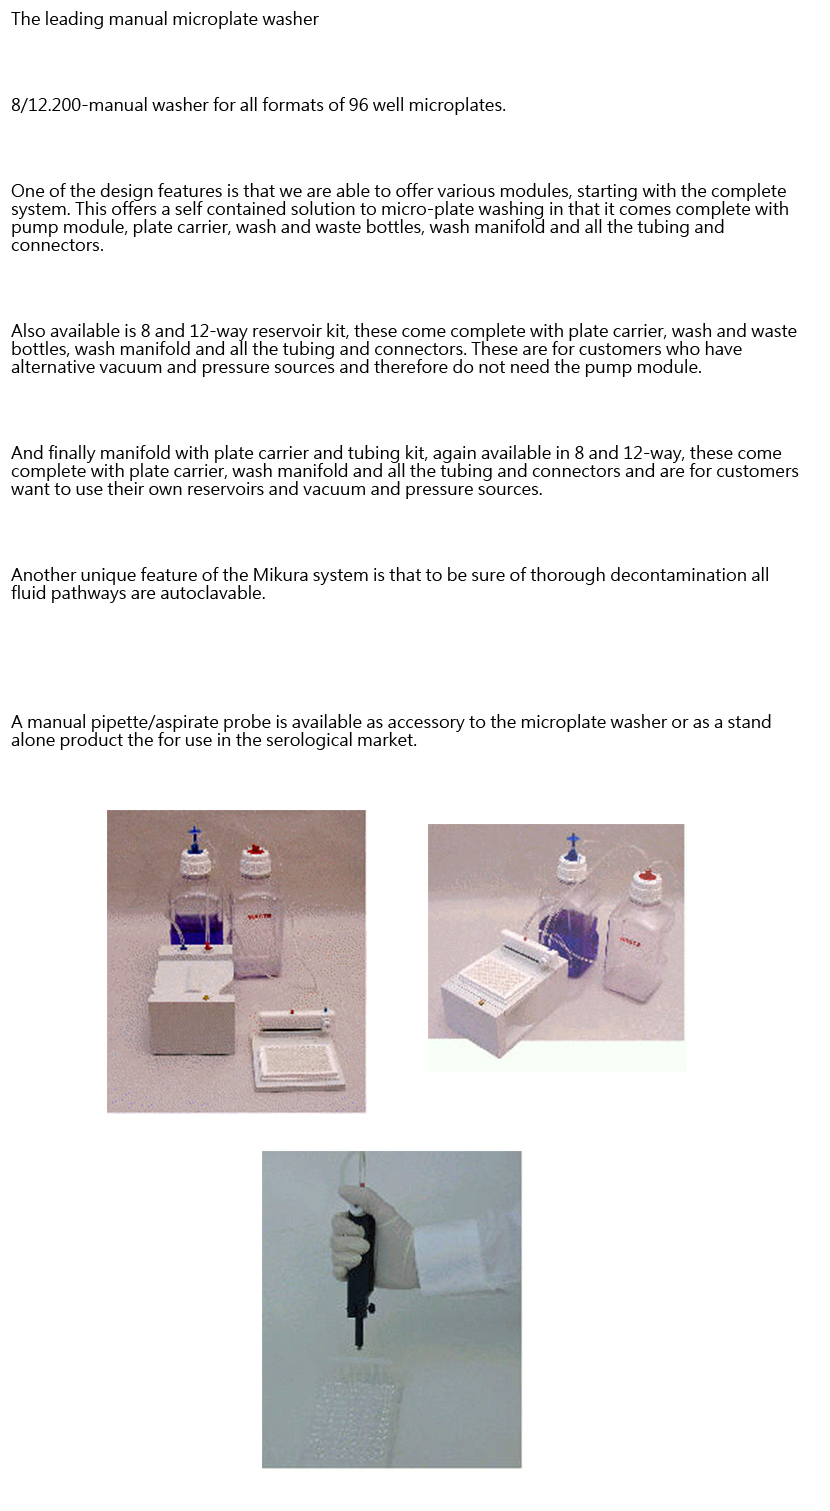 The leading manual microplate washer
8/12.200-manual washer for all formats of 96 well microplates.
One of the design features is that we are able to offer various modules, starting with the complete
system. This offers a self contained solution to micro-plate washing in that it comes complete with
pump module, plate carrier, wash and waste bottles, wash manifold and all the tubing and
connectors.
Also available is 8 and 12-way reservoir kit, these come complete with plate carrier, wash and waste
bottles, wash manifold and all the tubing and connectors. These are for customers who have
alternative vacuum and pressure sources and therefore do not need the pump module.
And finally manifold with plate carrier and tubing kit, again available in 8 and 12-way, these come
complete with plate carrier, wash manifold and all the tubing and connectors and are for customers
want to use their own reservoirs and vacuum and pressure sources.
Another unique feature of the Mikura system is that to be sure of thorough decontamination all
fluid pathways are autoclavable.
A manual pipette/aspirate probe is available as accessory to the microplate washer or as a stand
alone product the for use in the serological market.
WASTE
WASTE